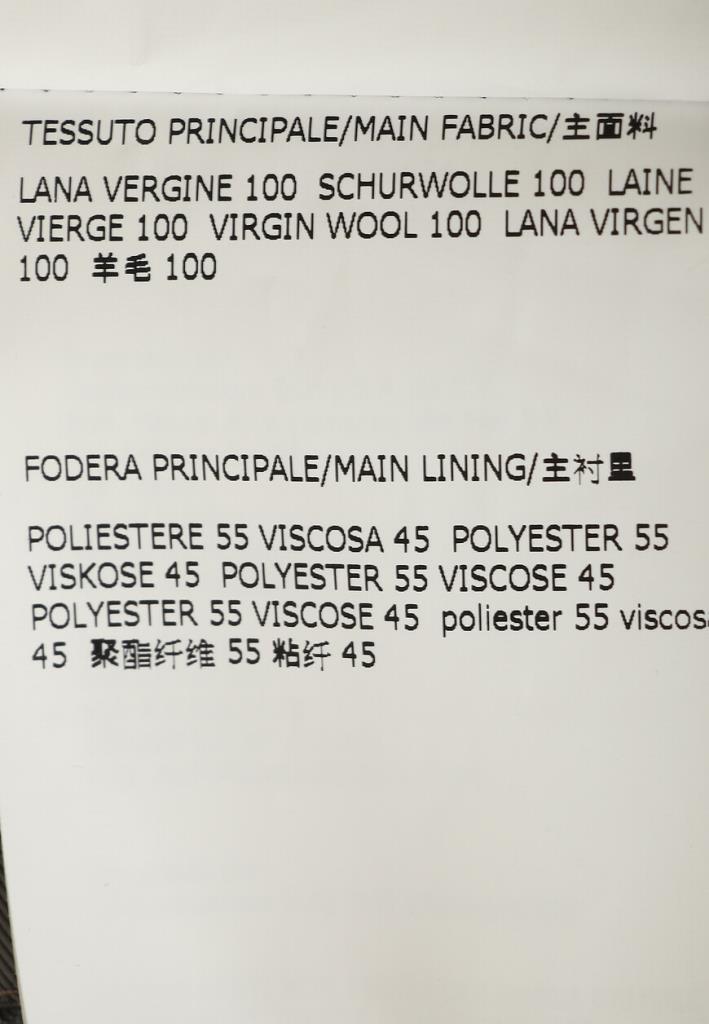 TESSUTO PRINCIPALE/MAIN FABRIC/主面料
LANA VERGINE 100 SCHURWOLLE 100 LAINE
VIERGE 100 VIRGIN WOOL 100 LANA VIRGEN
100 羊毛 100
FODERA PRINCIPALE/MAIN LINING/主衬里
POLIESTERE 55 VISCOSA 45 POLYESTER 55
VISKOSE 45 POLYESTER 55 VISCOSE 45
POLYESTER 55 VISCOSE 45 poliester 55 viscosa
45 聚酯纤维 55 粘纤 45